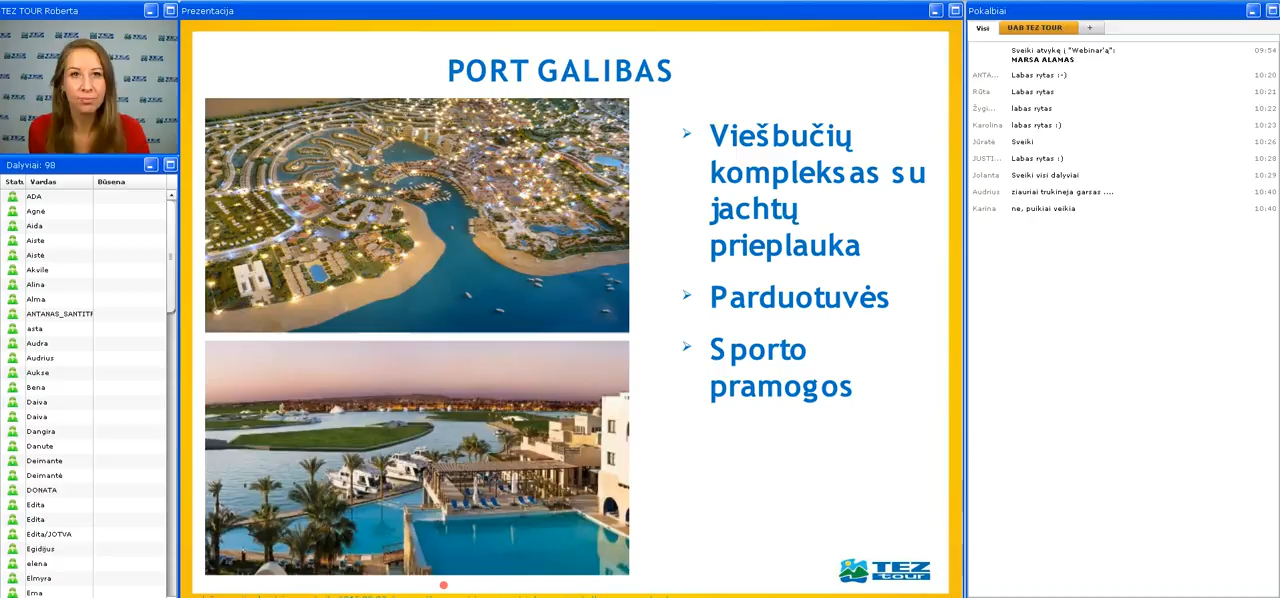 TEZ TOUR Roberta
Dalyviai: 98
Stat Vardas Būsena
ADA
Agnė
Aida
Aiste
Aistė
Akvile
Alina
Alma
ANTANAS_SANTITR
asta
Audra
Audrius
Aukse
Bena
Daiva
Daiva
Dangira
Danute
Deimante
Deimantė
DONATA
Edita
Edita
Edita/JOTVA
Egidijus
elena
Elmyra
Ema
Prezentacija
PORT GALIBAS
Viešbučių
kompleksas su
jachtų
prieplauka
Parduotuvės
Sporto
pramogos
TEZ
TOUR
Pokalbiai
Visi UAB TEZ TOUR +
Sveiki atvykę į "Webinar'ą": 09:54
MARSA ALAMAS
ANTA... Labas rytas :-) 10:20
Rūta Labas rytas 10:21
Žygi... labas rytas 10:22
Karolina labas rytas :) 10:23
Jūratė Sveiki 10:26
JUSTI... Labas rytas :) 10:28
Jolanta Sveiki visi dalyviai 10:29
Audrius ziauriai trukineja garsas .... 10:40
Karina ne, puikiai veikia 10:40